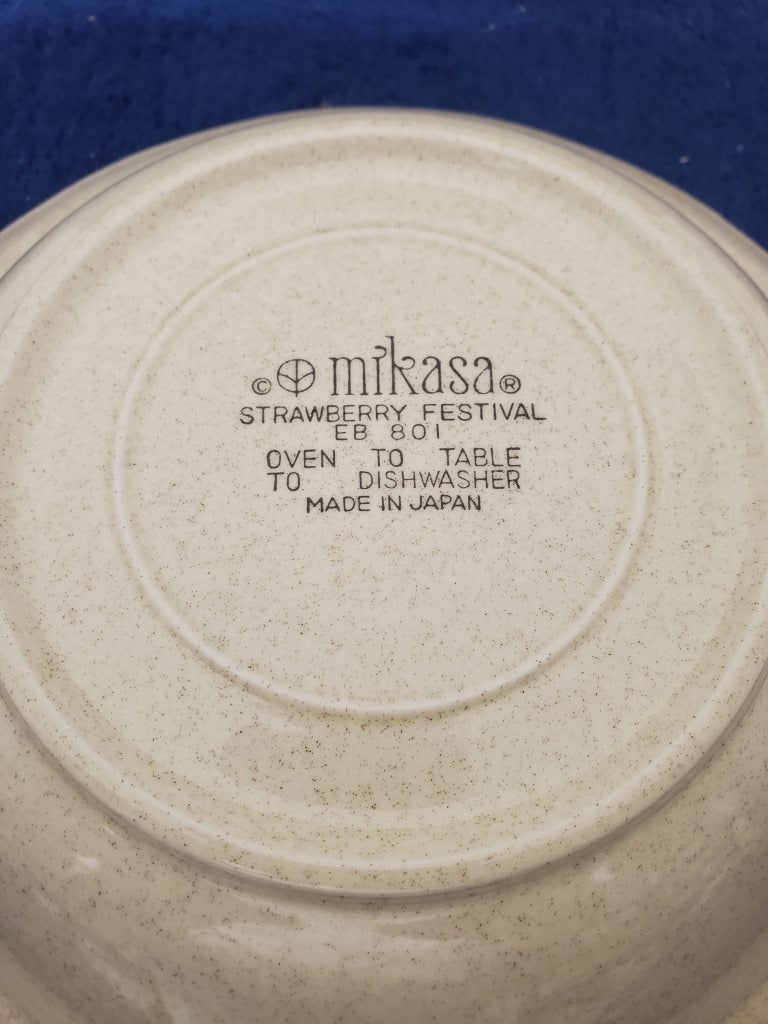 © mikasa®
STRAWBERRY FESTIVAL
EB 801
OVEN TO TABLE
TO DISHWASHER
MADE IN JAPAN